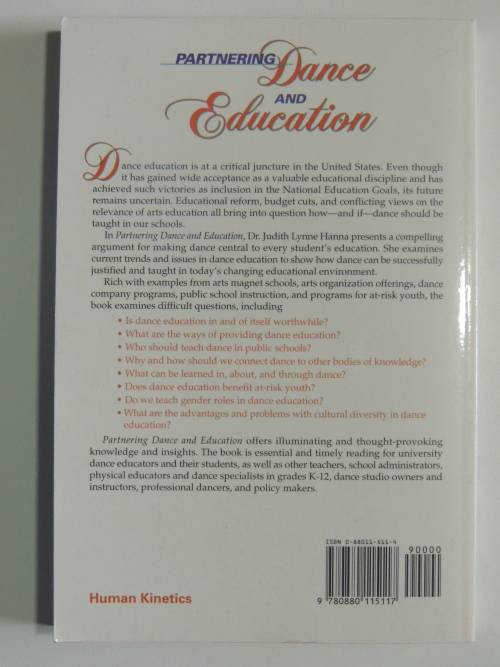 PARTNERING Dance
AND
Education
Dance education is at a critical juncture in the United States. Even though
it has gained wide acceptance as a valuable educational discipline and has
achieved such victories as inclusion in the National Education Goals, its future
remains uncertain. Educational reform, budget cuts, and conflicting views on the
relevance of arts education all bring into question how—and if—dance should be
taught in our schools.
In Partnering Dance and Education, Dr. Judith Lynne Hanna presents a compelling
argument for making dance central to every student's education. She examines
current trends and issues in dance education to show how dance can be successfully
justified and taught in today's changing educational environment.
Rich with examples from arts magnet schools, arts organization offerings, dance
company programs, public school instruction, and programs for at-risk youth, the
book examines difficult questions, including
• Is dance education in and of itself worthwhile?
• What are the ways of providing dance education?
• Who should teach dance in public schools?
• Why and how should we connect dance to other bodies of knowledge?
• What can be learned in, about, and through dance?
• Does dance education benefit at-risk youth?
• Do we teach gender roles in dance education?
• What are the advantages and problems with cultural diversity in dance
education?
Partnering Dance and Education offers illuminating and thought-provoking
knowledge and insights. The book is essential and timely reading for university
dance educators and their students, as well as other teachers, school administrators,
physical educators and dance specialists in grades K-12, dance studio owners and
instructors, professional dancers, and policy makers.
ISBN 0-88011-511-4
90000
9 780880 115117
Human Kinetics